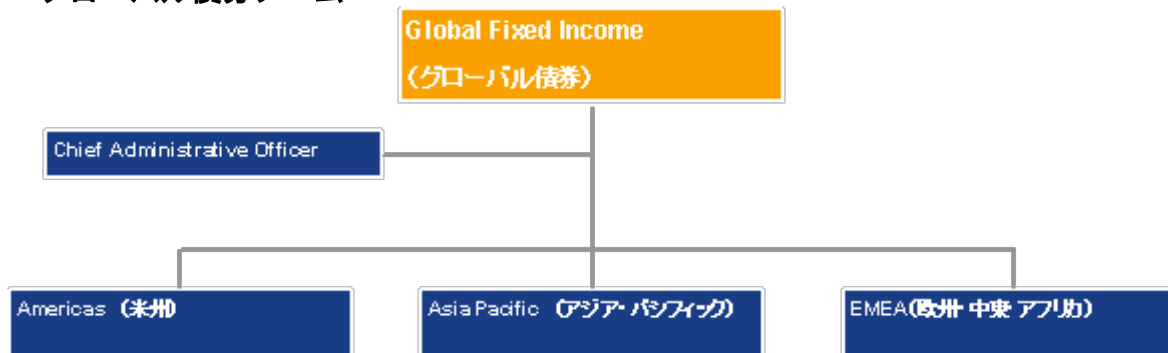 Global Fixed Income
(グローバル債券)
Chief Administrative Officer
Americas (米州)
Asia Pacific (アジア・パシフィック)
EMEA(欧州・中東・アフリカ)